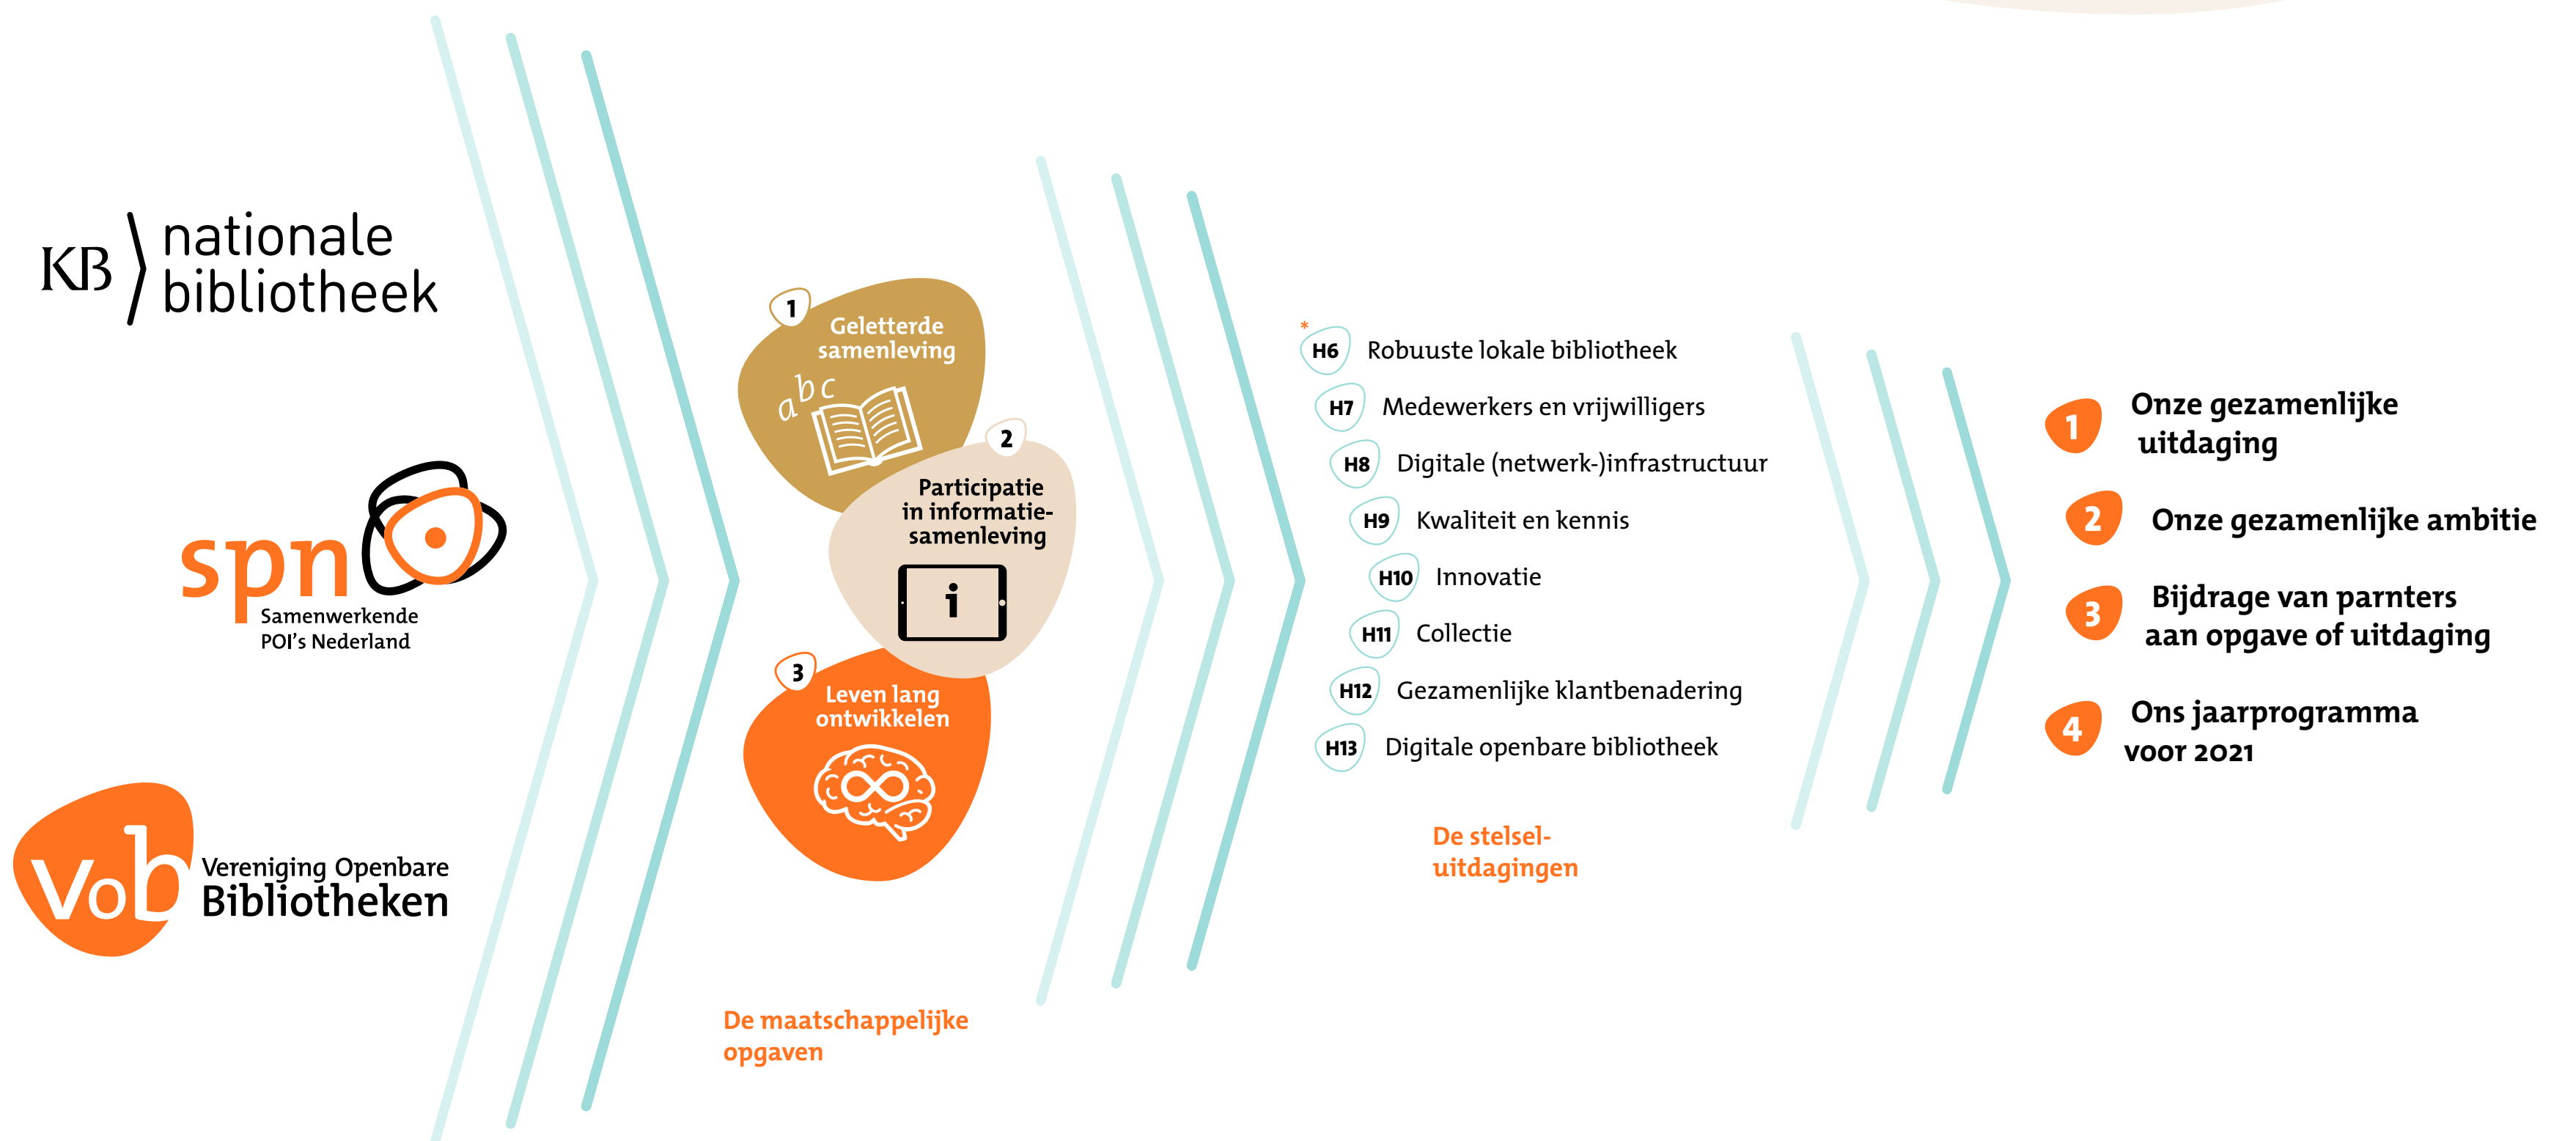 KB
nationale
bibliotheek
spn
Samenwerkende
POI's Nederland
vob
Vereniging Openbare
Bibliotheken
1
Geletterde
samenleving
abc
2
Participatie
in informatie-
samenleving
i
3
Leven lang
ontwikkelen
De maatschappelijke
opgaven
*
H6 Robuuste lokale bibliotheek
H7 Medewerkers en vrijwilligers
H8 Digitale (netwerk-)infrastructuur
H9 Kwaliteit en kennis
H10 Innovatie
H11 Collectie
H12 Gezamenlijke klantbenadering
H13 Digitale openbare bibliotheek
De stelsel-
uitdagingen
1 Onze gezamenlijke
uitdaging
2 Onze gezamenlijke ambitie
3 Bijdrage van parnters
aan opgave of uitdaging
4 Ons jaarprogramma
voor 2021